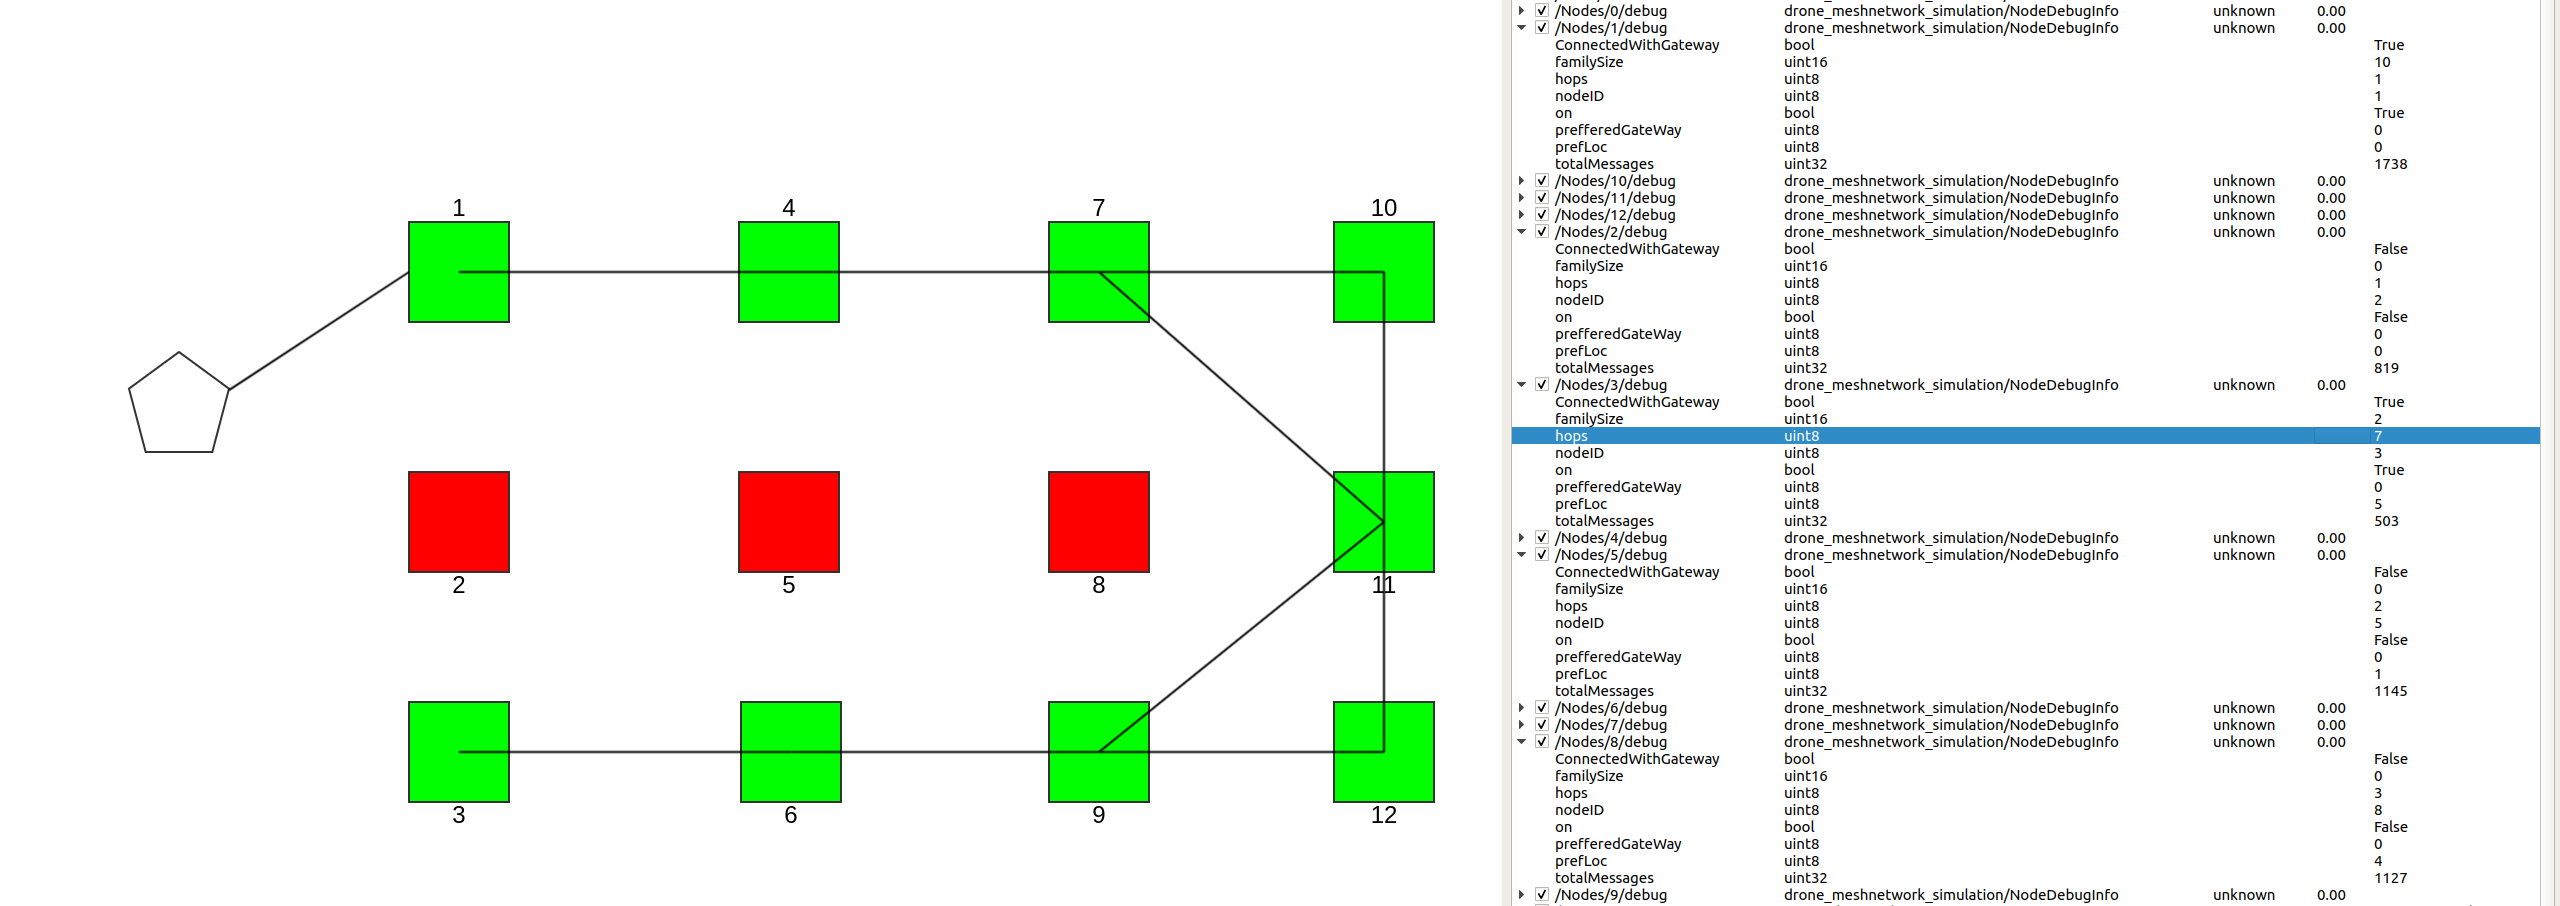 1 4 7 10
2 5 8 11
3 6 9 12
/Nodes/0/debug drone_meshnetwork_simulation/NodeDebugInfo unknown 0.00
/Nodes/1/debug drone_meshnetwork_simulation/NodeDebugInfo unknown 0.00
ConnectedWithGateway bool True
familySize uint16 10
hops uint8 1
nodeID uint8 1
on bool True
prefferedGateWay uint8 0
prefLoc uint8 0
totalMessages uint32 1738
/Nodes/10/debug drone_meshnetwork_simulation/NodeDebugInfo unknown 0.00
/Nodes/11/debug drone_meshnetwork_simulation/NodeDebugInfo unknown 0.00
/Nodes/12/debug drone_meshnetwork_simulation/NodeDebugInfo unknown 0.00
/Nodes/2/debug drone_meshnetwork_simulation/NodeDebugInfo unknown 0.00
ConnectedWithGateway bool False
familySize uint16 0
hops uint8 1
nodeID uint8 2
on bool False
prefferedGateWay uint8 0
prefLoc uint8 0
totalMessages uint32 819
/Nodes/3/debug drone_meshnetwork_simulation/NodeDebugInfo unknown 0.00
ConnectedWithGateway bool True
familySize uint16 2
hops uint8 7
nodeID uint8 3
on bool True
prefferedGateWay uint8 0
prefLoc uint8 5
totalMessages uint32 503
/Nodes/4/debug drone_meshnetwork_simulation/NodeDebugInfo unknown 0.00
/Nodes/5/debug drone_meshnetwork_simulation/NodeDebugInfo unknown 0.00
ConnectedWithGateway bool False
familySize uint16 0
hops uint8 2
nodeID uint8 5
on bool False
prefferedGateWay uint8 0
prefLoc uint8 1
totalMessages uint32 1145
/Nodes/6/debug drone_meshnetwork_simulation/NodeDebugInfo unknown 0.00
/Nodes/7/debug drone_meshnetwork_simulation/NodeDebugInfo unknown 0.00
/Nodes/8/debug drone_meshnetwork_simulation/NodeDebugInfo unknown 0.00
ConnectedWithGateway bool False
familySize uint16 0
hops uint8 3
nodeID uint8 8
on bool False
prefferedGateWay uint8 0
prefLoc uint8 4
totalMessages uint32 1127
/Nodes/9/debug drone_meshnetwork_simulation/NodeDebugInfo unknown 0.00